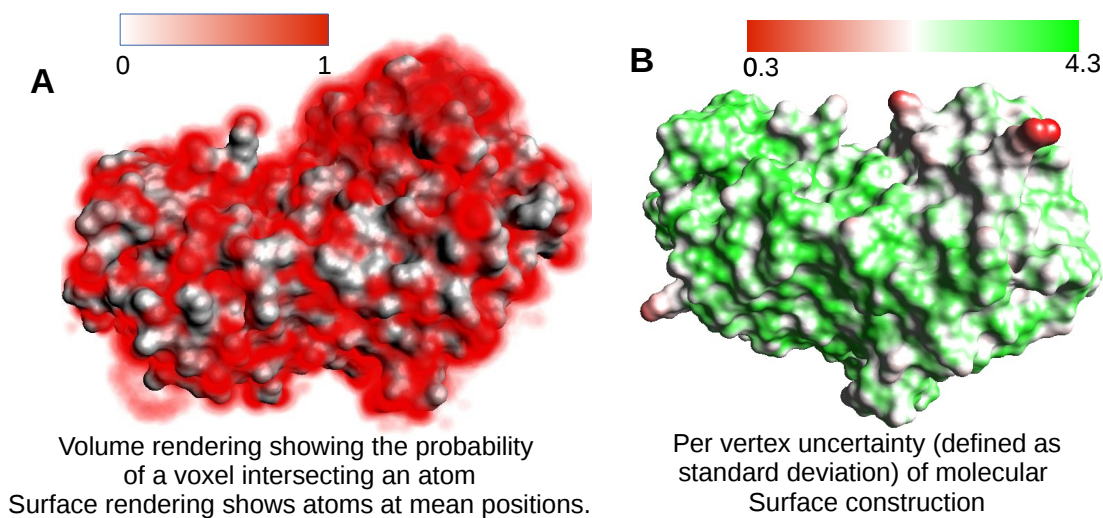 A
0
1
Volume rendering showing the probability
of a voxel intersecting an atom
Surface rendering shows atoms at mean positions.
B
0.3
4.3
Per vertex uncertainty (defined as
standard deviation) of molecular
Surface construction